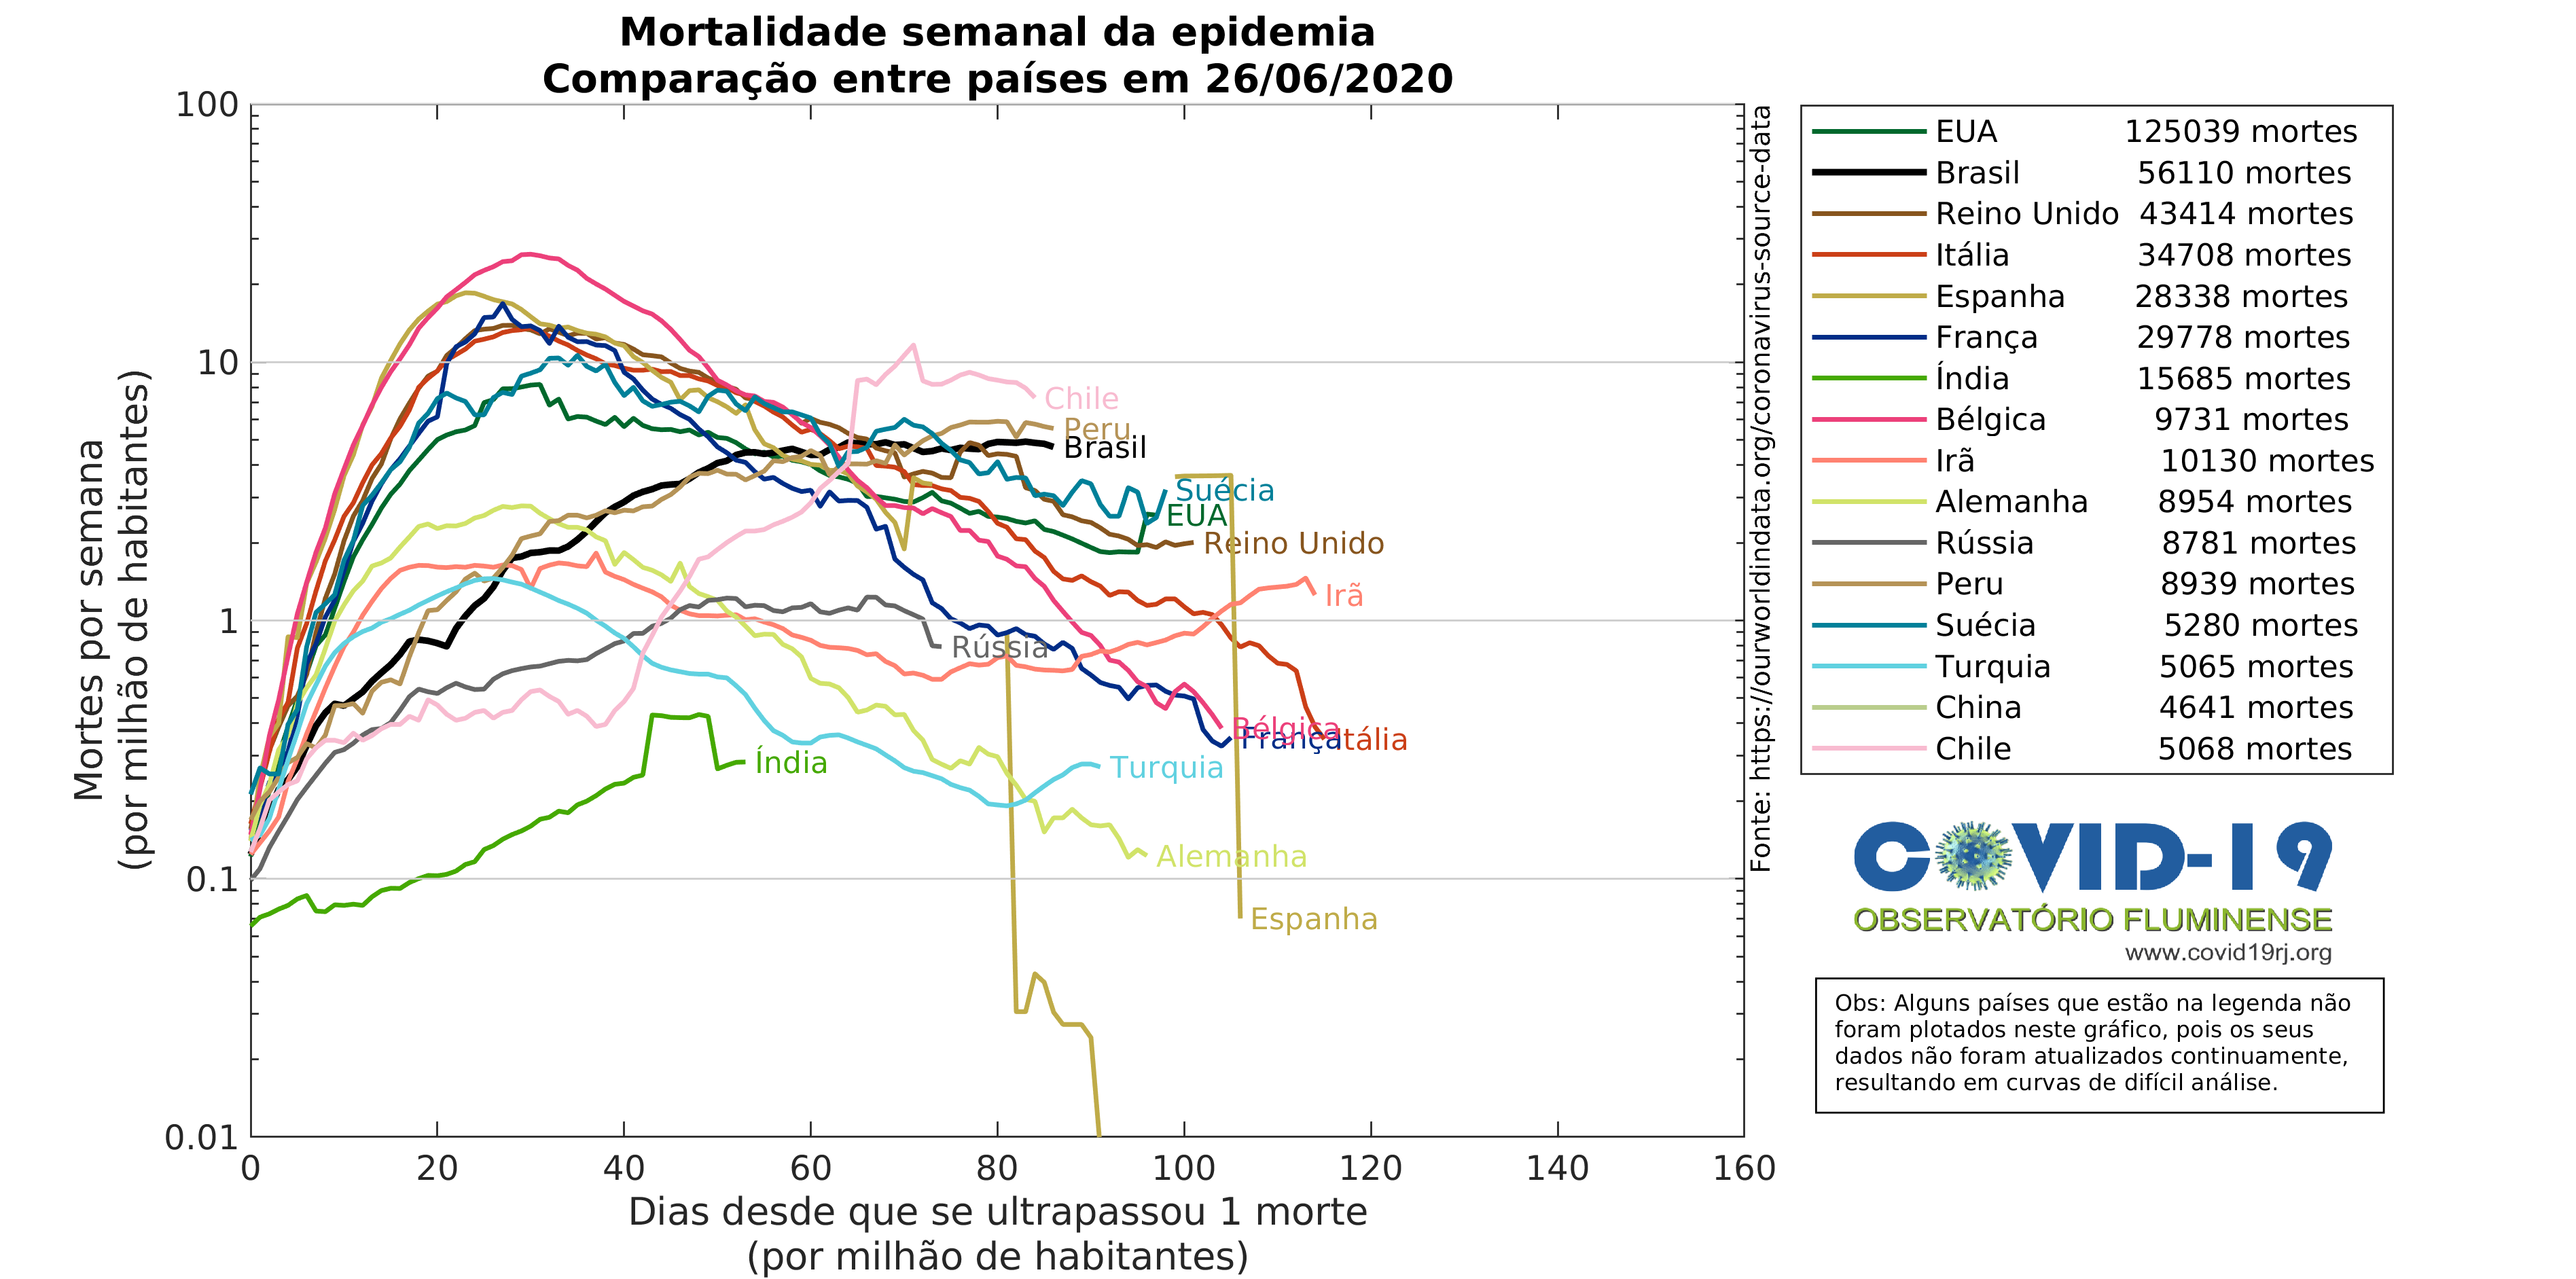 Mortalidade semanal da epidemia
Comparação entre países em 26/06/2020
Mortes por semana
(por milhão de habitantes)
100
10
1
0.1
0.01
0
20
40
60
80
100
120
140
160
Dias desde que se ultrapassou 1 morte
(por milhão de habitantes)
Chile
Peru
Brasil
Suécia
EUA
Reino Unido
Irã
Rússia
Bélgica
França
Itália
Índia
Turquia
Alemanha
Espanha
Fonte: https://ourworldindata.org/coronavirus-source-data
EUA 125039 mortes
Brasil 56110 mortes
Reino Unido 43414 mortes
Itália 34708 mortes
Espanha 28338 mortes
França 29778 mortes
Índia 15685 mortes
Bélgica 9731 mortes
Irã 10130 mortes
Alemanha 8954 mortes
Rússia 8781 mortes
Peru 8939 mortes
Suécia 5280 mortes
Turquia 5065 mortes
China 4641 mortes
Chile 5068 mortes
COVID-19
OBSERVATÓRIO FLUMINENSE
www.covid19rj.org
Obs: Alguns países que estão na legenda não
foram plotados neste gráfico, pois os seus
dados não foram atualizados continuamente,
resultando em curvas de difícil análise.